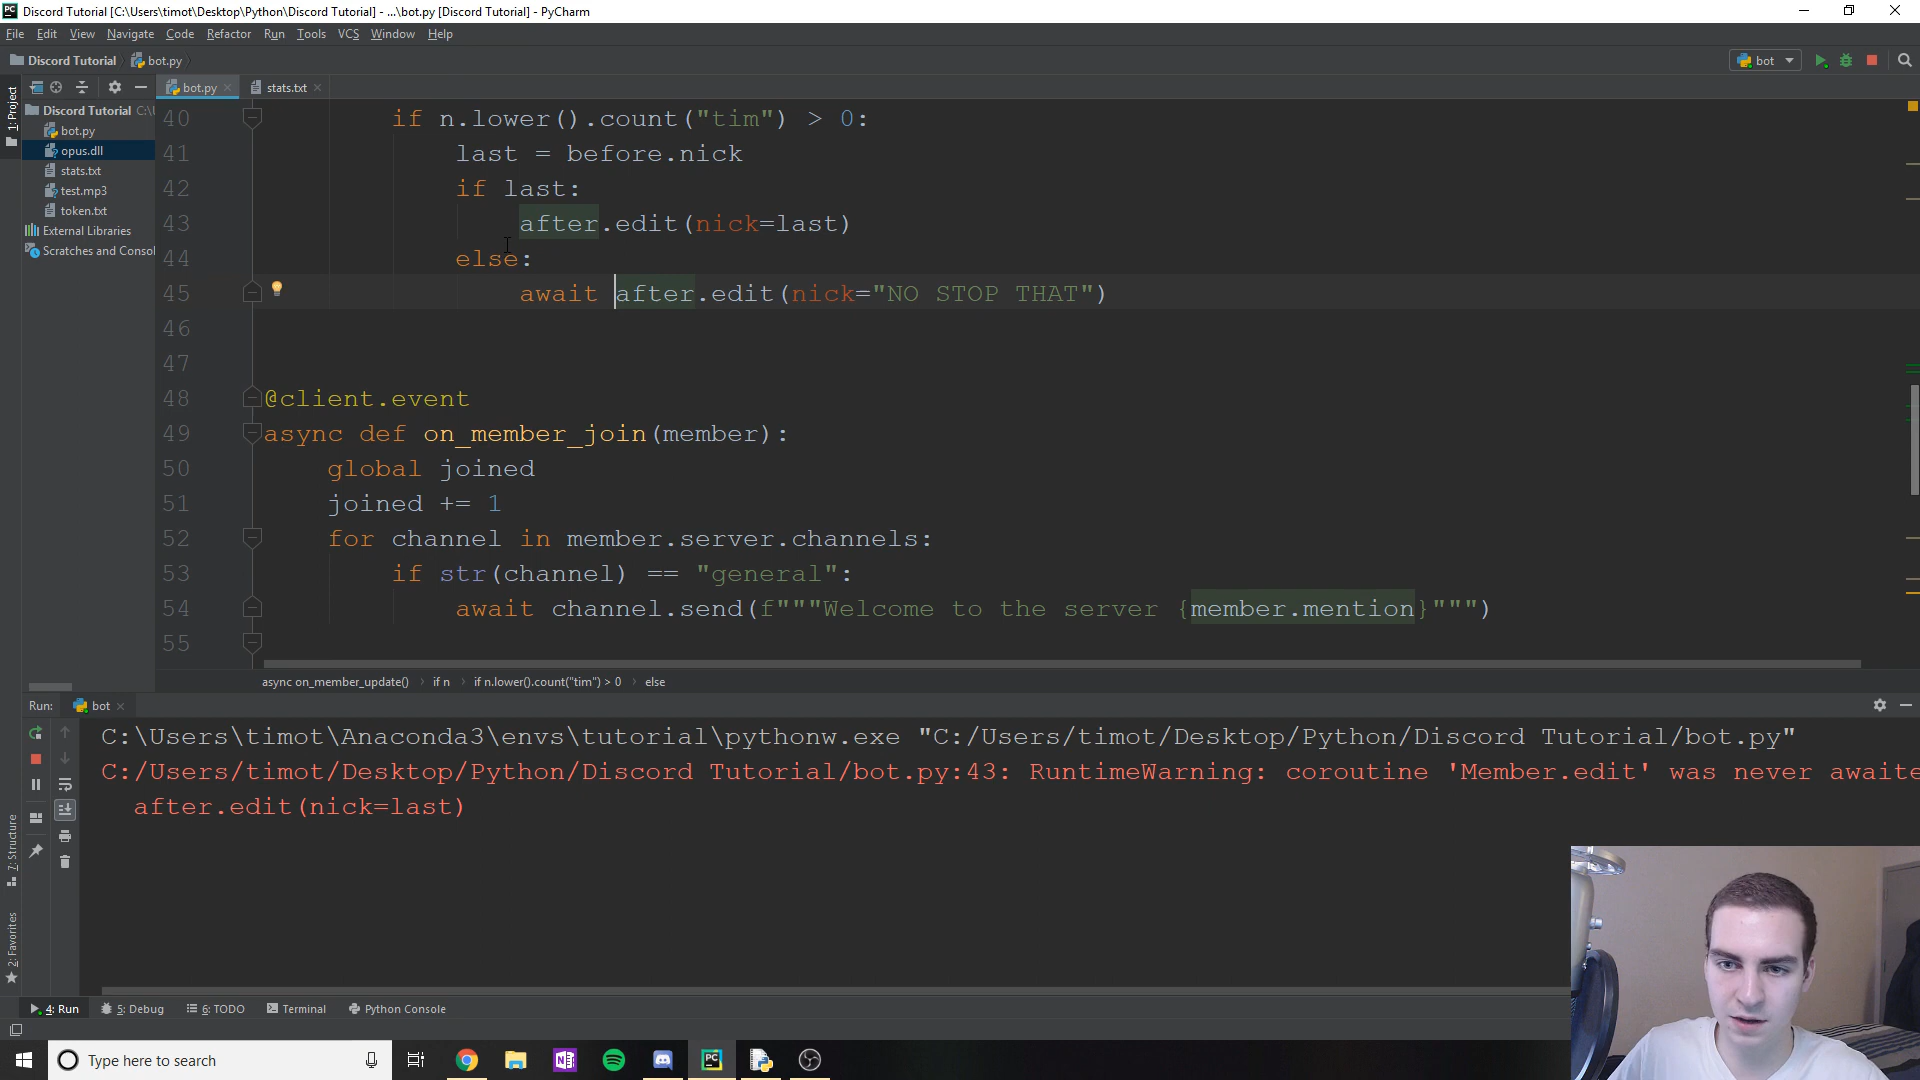 Discord Tutorial [C:\Users\timot\Desktop\Python\Discord Tutorial] - ...\bot.py [Discord Tutorial] - PyCharm
File Edit View Navigate Code Refactor Run Tools VCS Window Help
Discord Tutorial bot.py
bot
1: Project
bot.py stats.txt
Discord Tutorial C:\
bot.py
opus.dll
stats.txt
test.mp3
token.txt
External Libraries
Scratches and Consol
40 if n.lower().count("tim") > 0:
41 last = before.nick
42 if last:
43 after.edit(nick=last)
44 else:
45 await after.edit(nick="NO STOP THAT")
46
47
48 @client.event
49 async def on_member_join(member):
50 global joined
51 joined += 1
52 for channel in member.server.channels:
53 if str(channel) == "general":
54 await channel.send(f"""Welcome to the server {member.mention}""")
55
async on_member_update() if n if n.lower().count("tim") > 0 else
Run: bot
C:\Users\timot\Anaconda3\envs\tutorial\pythonw.exe "C:/Users/timot/Desktop/Python/Discord Tutorial/bot.py"
C:/Users/timot/Desktop/Python/Discord Tutorial/bot.py:43: RuntimeWarning: coroutine 'Member.edit' was never awaite
after.edit(nick=last)
7: Structure
2: Favorites
4: Run 5: Debug 6: TODO Terminal Python Console
Type here to search